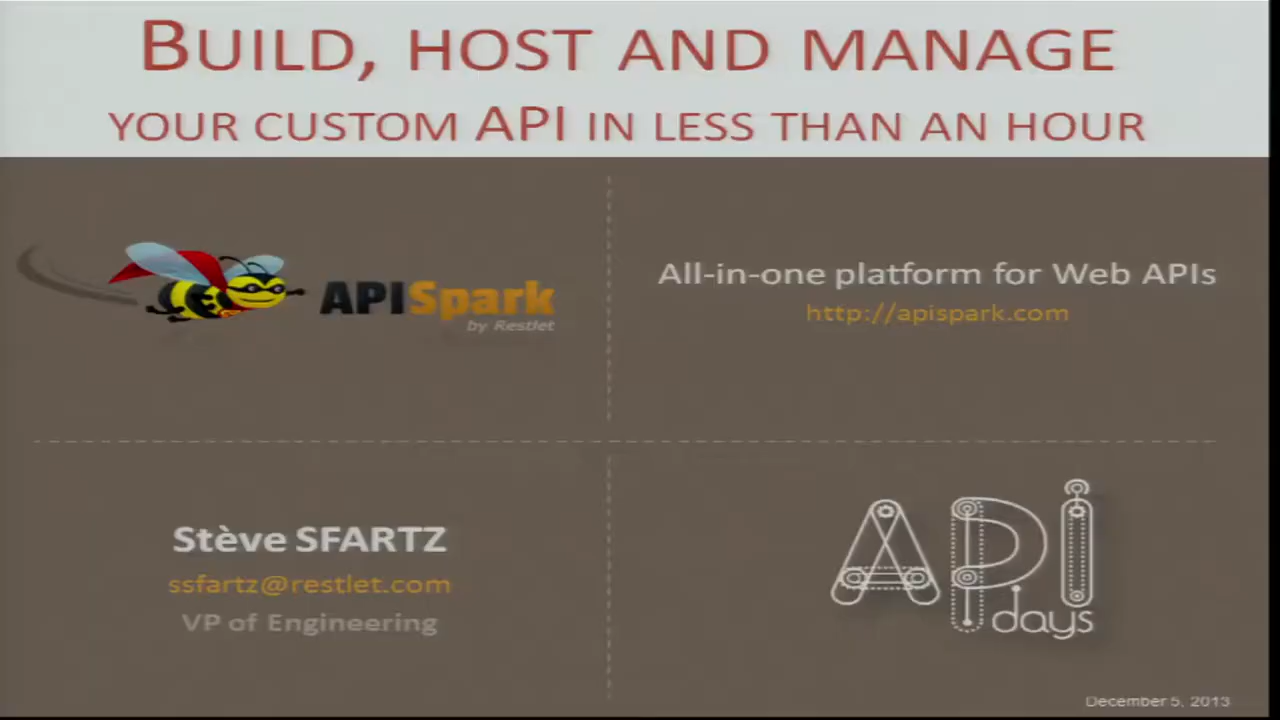 BUILD, HOST AND MANAGE
YOUR CUSTOM API IN LESS THAN AN HOUR
APISpark
by Restlet
All-in-one platform for Web APIs
http://apispark.com
Stève SFARTZ
ssfartz@restlet.com
VP of Engineering
API
days
December 5, 2013